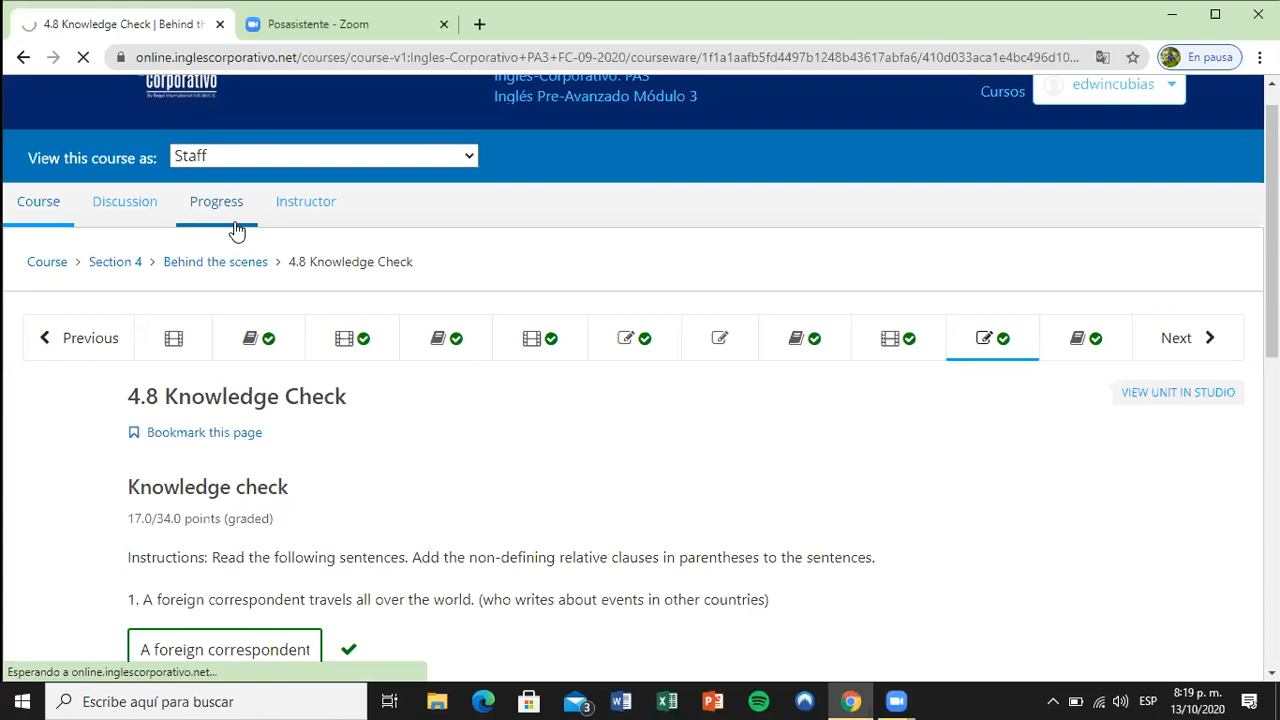 4.8 Knowledge Check | Behind th
Posasistente - Zoom
online.inglescorporativo.net/courses/course-v1:Ingles-Corporativo+PA3+FC-09-2020/courseware/1f1a1aafb5fd4497b1248b43617abfa6/410d033aca1e4bc496cd1...
En pausa
corporativo
Ingles-Corporativo: PA3
Inglés Pre-Avanzado Módulo 3
Cursos
edwincubias
View this course as:
Staff
Course
Discussion
Progress
Instructor
Course > Section 4 > Behind the scenes > 4.8 Knowledge Check
Previous
Next
4.8 Knowledge Check
VIEW UNIT IN STUDIO
Bookmark this page
Knowledge check
17.0/34.0 points (graded)
Instructions: Read the following sentences. Add the non-defining relative clauses in parentheses to the sentences.
1. A foreign correspondent travels all over the world. (who writes about events in other countries)
A foreign correspondent
Esperando a online.inglescorporativo.net...
Escribe aquí para buscar
3
ESP
8:19 p. m.
13/10/2020